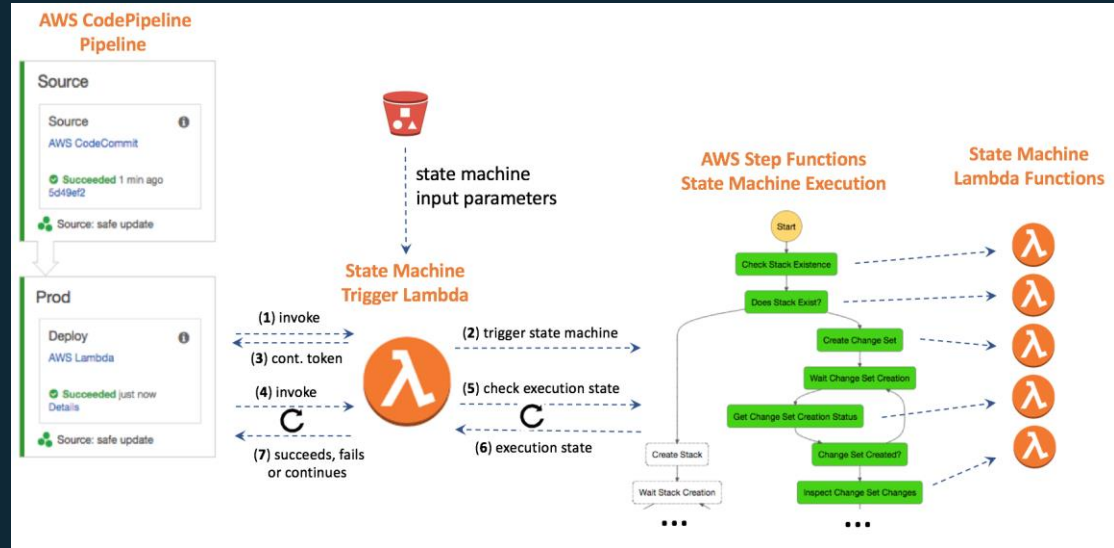 AWS CodePipeline
Pipeline
Source
Source
AWS CodeCommit
Succeeded 1 min ago
5d49ef2
Source: safe update
Prod
Deploy
AWS Lambda
Succeeded just now
Details
Source: safe update
state machine
input parameters
State Machine
Trigger Lambda
(1) invoke
(3) cont. token
(4) invoke
(7) succeeds, fails
or continues
(2) trigger state machine
(5) check execution state
(6) execution state
AWS Step Functions
State Machine Execution
Start
Check Stack Existence
Does Stack Exist?
Create Change Set
Wait Change Set Creation
Get Change Set Creation Status
Change Set Created?
Inspect Change Set Changes
...
Create Stack
Wait Stack Creation
...
State Machine
Lambda Functions